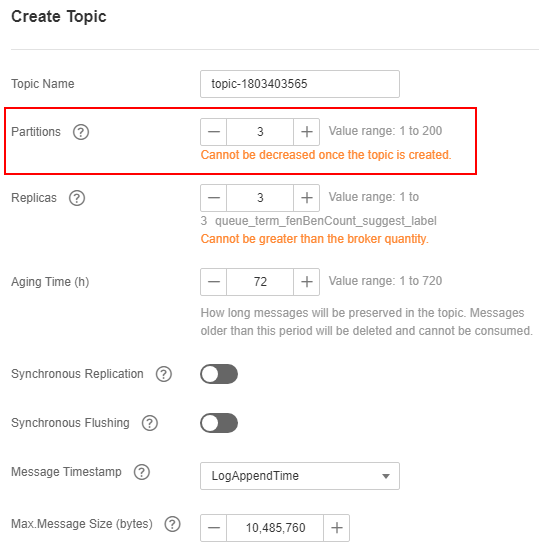 Create Topic
Topic Name topic-1803403565
Partitions ? — 3 + Value range: 1 to 200
Cannot be decreased once the topic is created.
Replicas ? — 3 + Value range: 1 to
3 queue_term_fenBenCount_suggest_label
Cannot be greater than the broker quantity.
Aging Time (h) — 72 + Value range: 1 to 720
How long messages will be preserved in the topic. Messages
older than this period will be deleted and cannot be consumed.
Synchronous Replication ?
Synchronous Flushing ?
Message Timestamp ? LogAppendTime
Max.Message Size (bytes) ? — 10,485,760 +